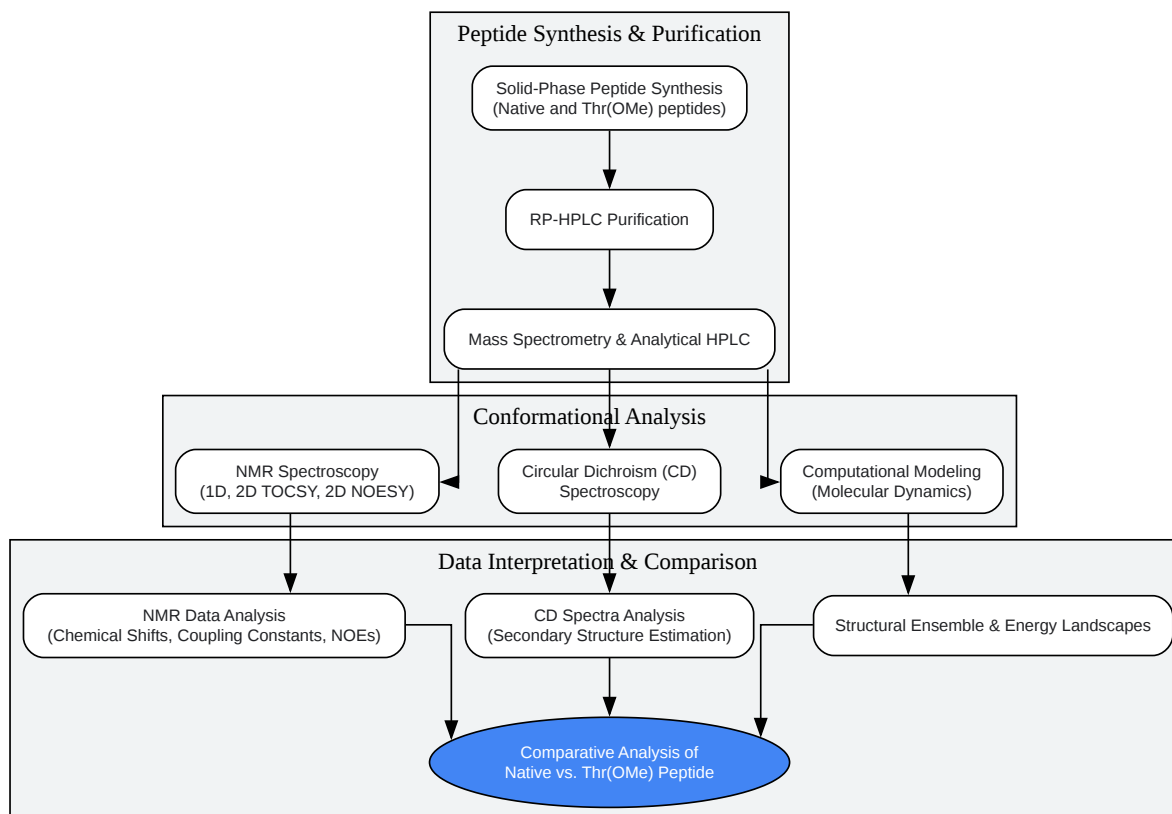 Peptide Synthesis & Purification
Solid-Phase Peptide Synthesis
(Native and Thr(OMe) peptides)
RP-HPLC Purification
Mass Spectrometry & Analytical HPLC
Conformational Analysis
NMR Spectroscopy
(1D, 2D TOCSY, 2D NOESY)
Circular Dichroism (CD)
Spectroscopy
Computational Modeling
(Molecular Dynamics)
Data Interpretation & Comparison
NMR Data Analysis
(Chemical Shifts, Coupling Constants, NOEs)
CD Spectra Analysis
(Secondary Structure Estimation)
Structural Ensemble & Energy Landscapes
Comparative Analysis of
Native vs. Thr(OMe) Peptide